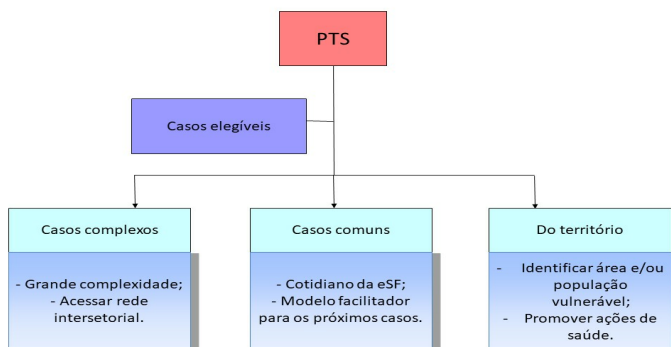 PTS
Casos elegíveis
Casos complexos
- Grande complexidade;
- Acessar rede
intersetorial.
Casos comuns
- Cotidiano da eSF;
- Modelo facilitador
para os próximos casos.
Do território
- Identificar área e/ou
população
vulnerável;
- Promover ações de
saúde.